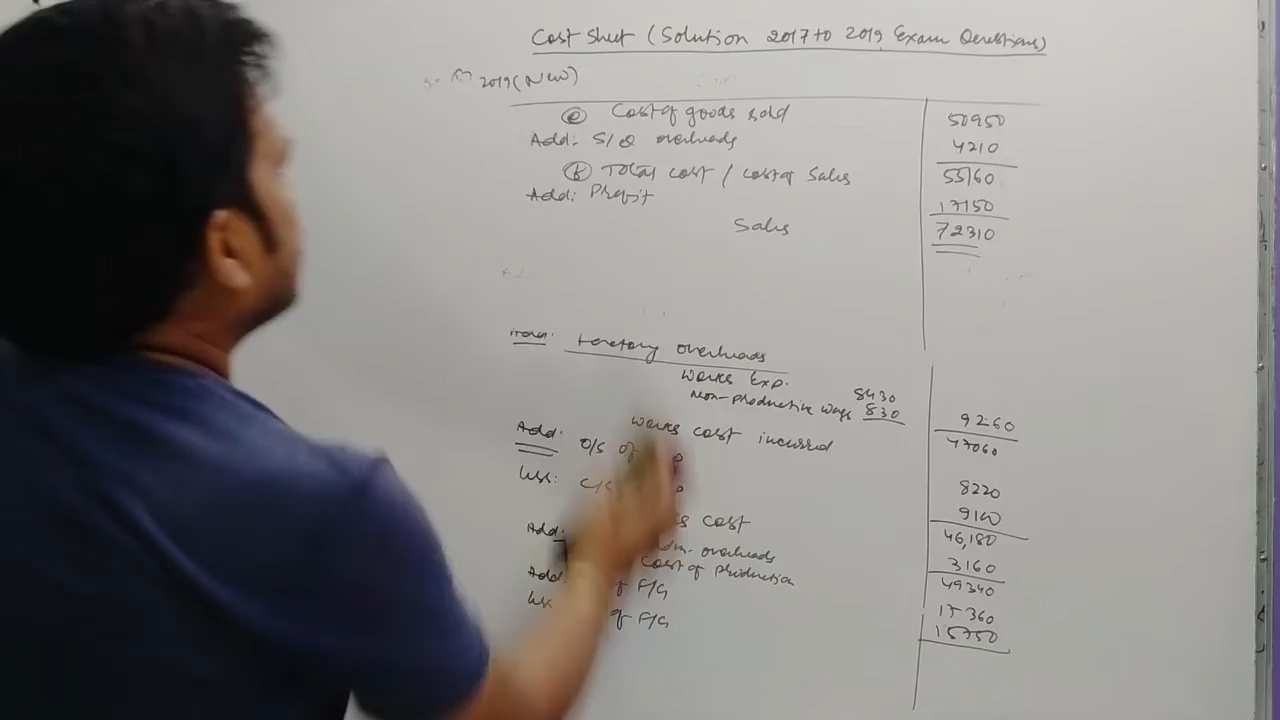 Cost Sheet (Solution 2017 to 2019 Exam Questions)
2019 (New)
Cost of goods sold 50950
Add: S/D overheads 4210
Total cost / cost of Sales 55160
Add: Profit 17150
Sales 72310
Factory overheads
Works Exp. 8430
Non-productive wages 830 9260
Works cost incurred 47060
Add: O/S of 8220
Less: 9100
cost 46,180
Add: overheads 3160
Cost of production 49340
Add: of F/G 15360
of F/G 15750